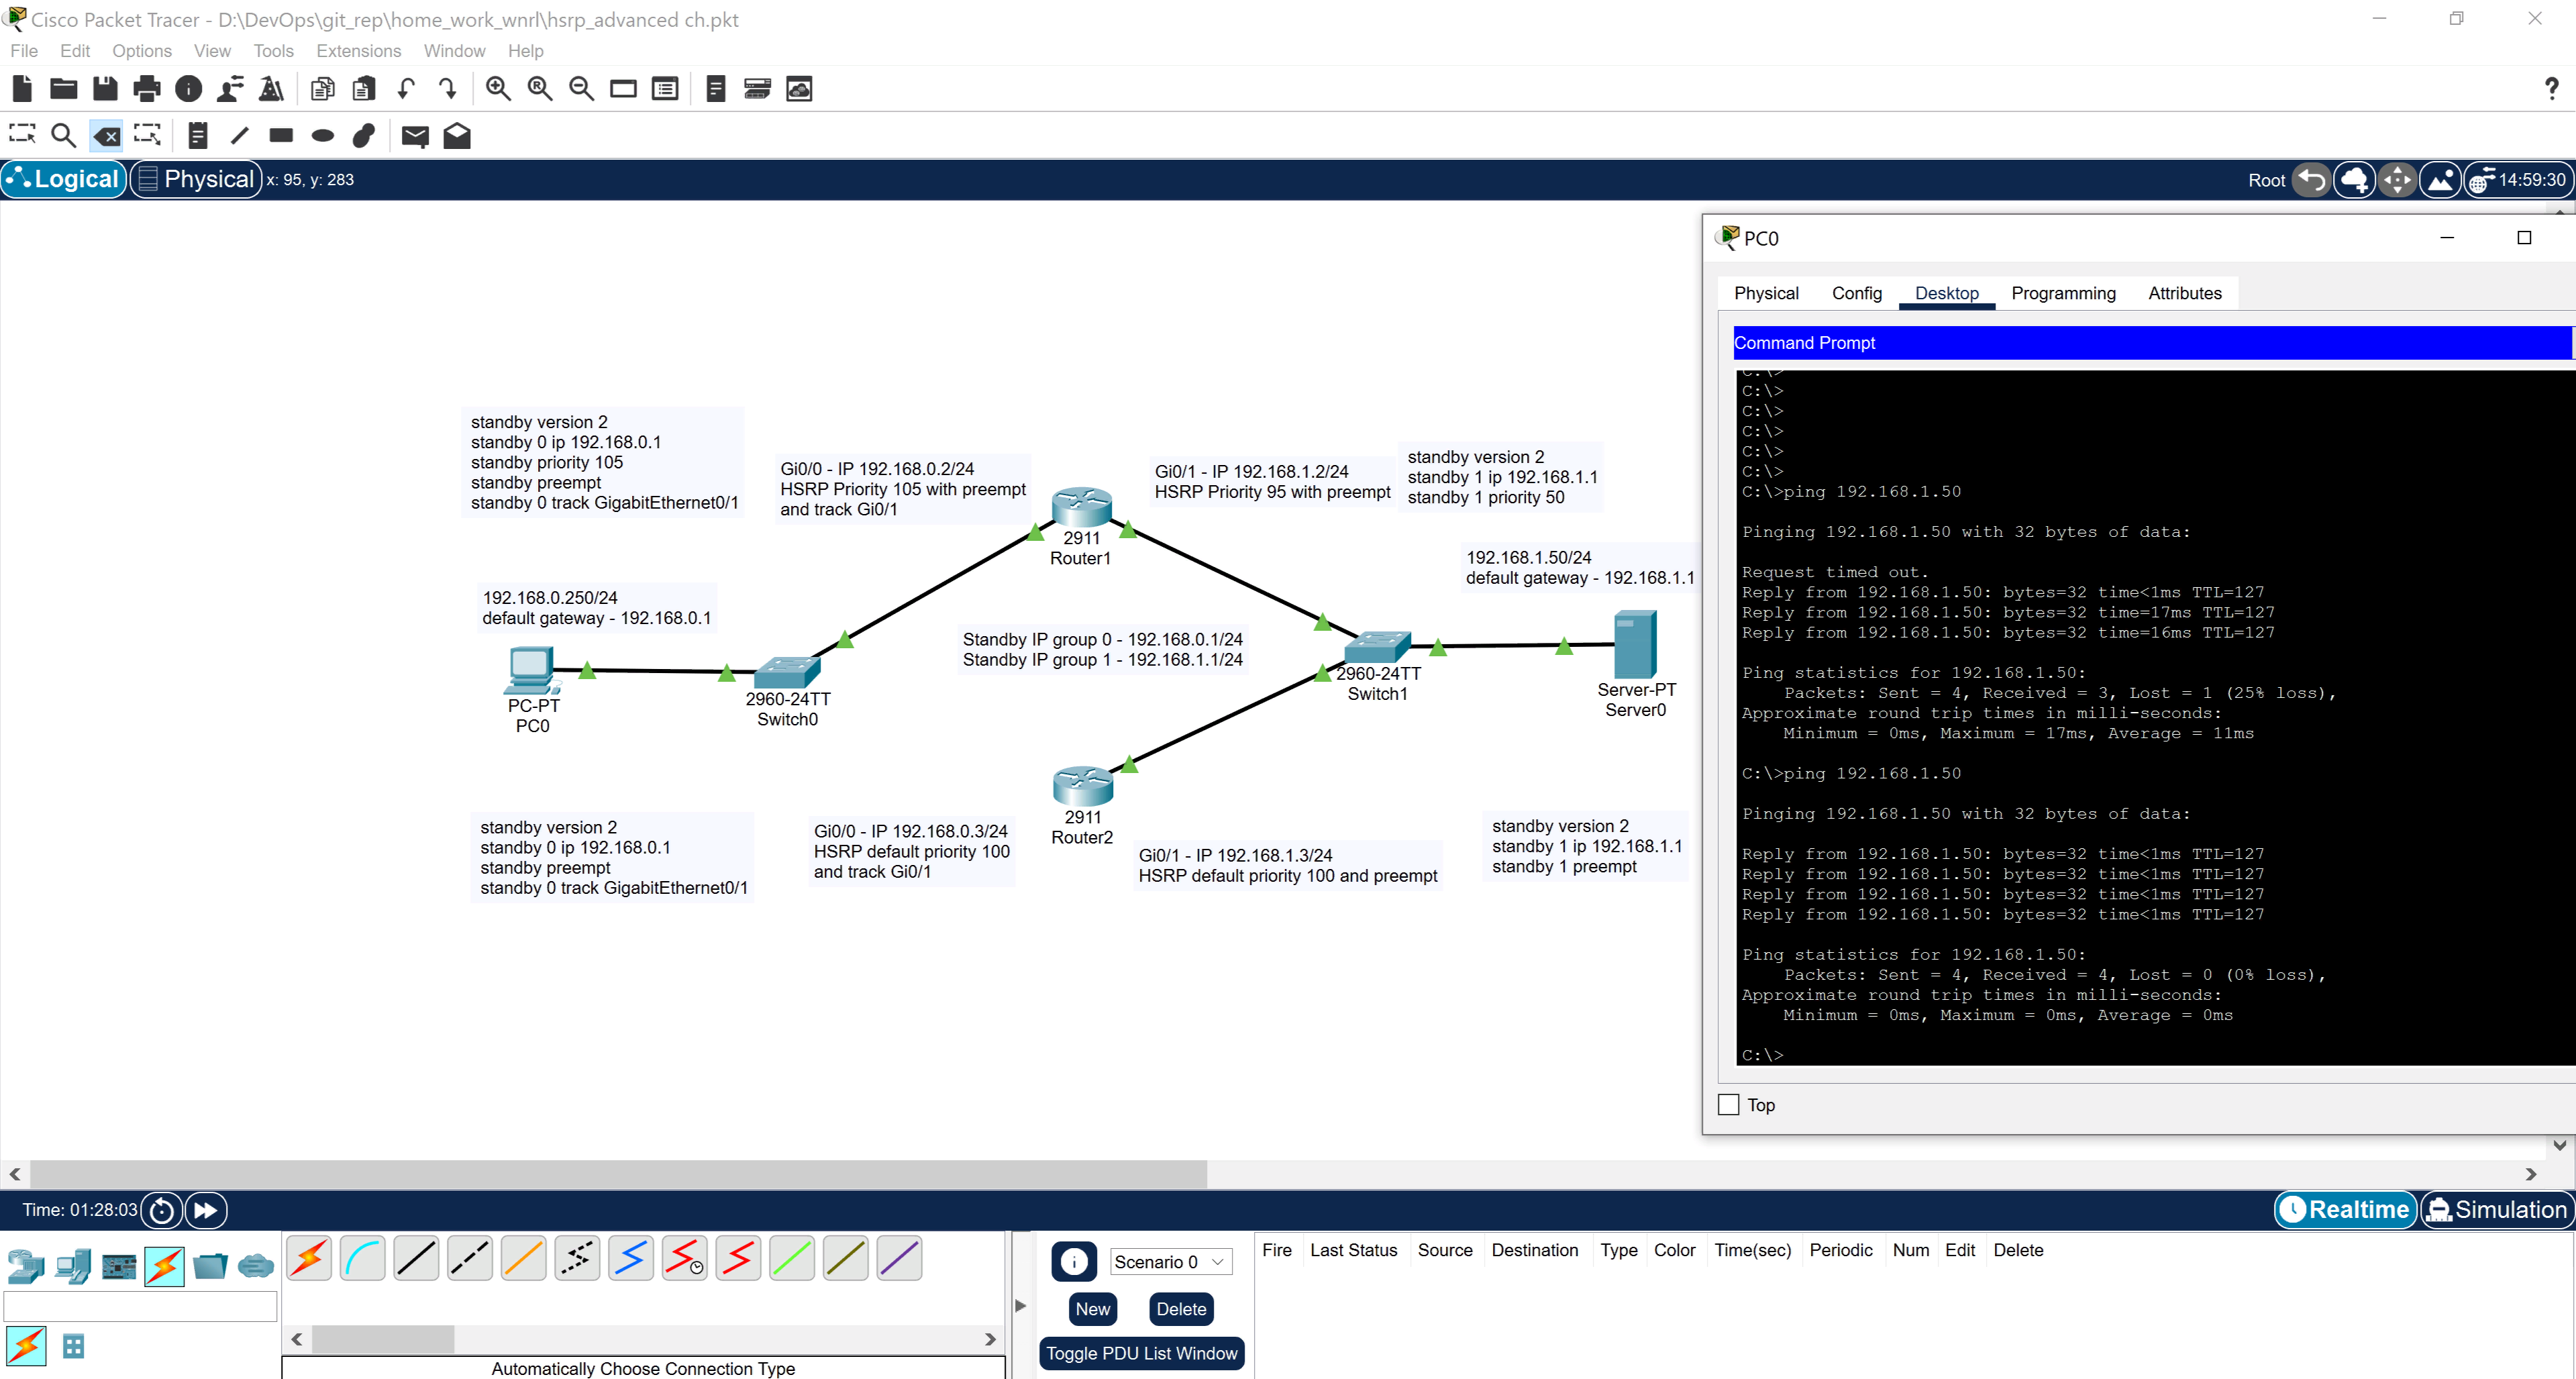 Cisco Packet Tracer - D:\DevOps\git_rep\home_work_wnrl\hsrp_advanced ch.pkt
File Edit Options View Tools Extensions Window Help
Logical Physical x: 95, y: 283
Root 14:59:30
standby version 2
standby 0 ip 192.168.0.1
standby priority 105
standby preempt
standby 0 track GigabitEthernet0/1
Gi0/0 - IP 192.168.0.2/24
HSRP Priority 105 with preempt
and track Gi0/1
2911
Router1
Gi0/1 - IP 192.168.1.2/24
HSRP Priority 95 with preempt
standby version 2
standby 1 ip 192.168.1.1
standby 1 priority 50
192.168.1.50/24
default gateway - 192.168.1.1
192.168.0.250/24
default gateway - 192.168.0.1
PC-PT
PC0
2960-24TT
Switch0
Standby IP group 0 - 192.168.0.1/24
Standby IP group 1 - 192.168.1.1/24
2960-24TT
Switch1
Server-PT
Server0
2911
Router2
standby version 2
standby 0 ip 192.168.0.1
standby preempt
standby 0 track GigabitEthernet0/1
Gi0/0 - IP 192.168.0.3/24
HSRP default priority 100
and track Gi0/1
Gi0/1 - IP 192.168.1.3/24
HSRP default priority 100 and preempt
standby version 2
standby 1 ip 192.168.1.1
standby 1 preempt
PC0
Physical Config Desktop Programming Attributes
Command Prompt
C:\>
C:\>
C:\>
C:\>
C:\>
C:\>
C:\>ping 192.168.1.50
Pinging 192.168.1.50 with 32 bytes of data:
Request timed out.
Reply from 192.168.1.50: bytes=32 time<1ms TTL=127
Reply from 192.168.1.50: bytes=32 time=17ms TTL=127
Reply from 192.168.1.50: bytes=32 time=16ms TTL=127
Ping statistics for 192.168.1.50:
Packets: Sent = 4, Received = 3, Lost = 1 (25% loss),
Approximate round trip times in milli-seconds:
Minimum = 0ms, Maximum = 17ms, Average = 11ms
C:\>ping 192.168.1.50
Pinging 192.168.1.50 with 32 bytes of data:
Reply from 192.168.1.50: bytes=32 time<1ms TTL=127
Reply from 192.168.1.50: bytes=32 time<1ms TTL=127
Reply from 192.168.1.50: bytes=32 time<1ms TTL=127
Reply from 192.168.1.50: bytes=32 time<1ms TTL=127
Ping statistics for 192.168.1.50:
Packets: Sent = 4, Received = 4, Lost = 0 (0% loss),
Approximate round trip times in milli-seconds:
Minimum = 0ms, Maximum = 0ms, Average = 0ms
C:\>
Top
Time: 01:28:03
Realtime Simulation
Scenario 0
New Delete
Toggle PDU List Window
Fire Last Status Source Destination Type Color Time(sec) Periodic Num Edit Delete
Automatically Choose Connection Type